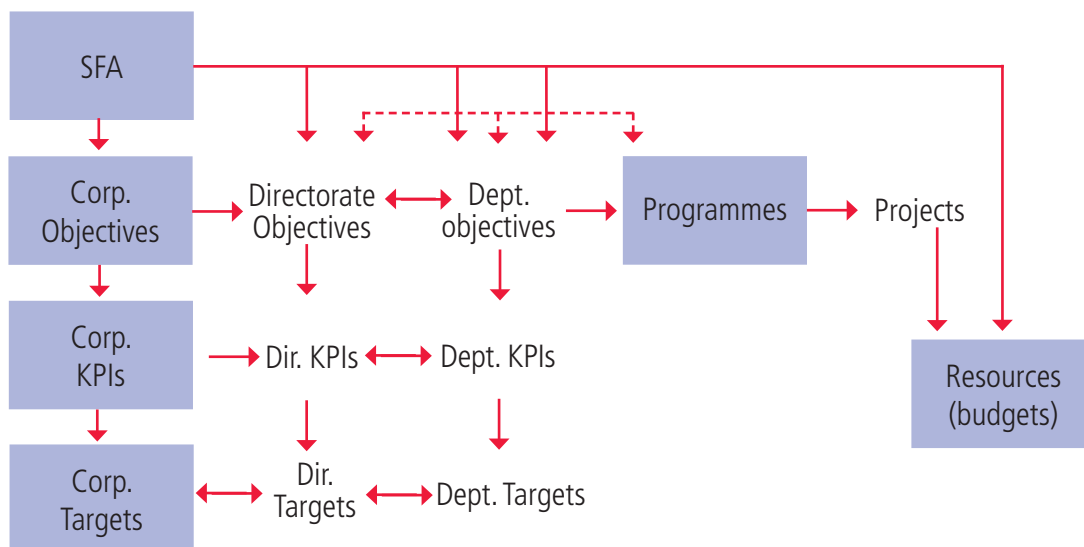 SFA
Corp.
Objectives
Directorate
Objectives
Dept.
objectives
Programmes
Projects
Corp.
KPIs
Dir. KPIs
Dept. KPIs
Resources
(budgets)
Corp.
Targets
Dir.
Targets
Dept. Targets